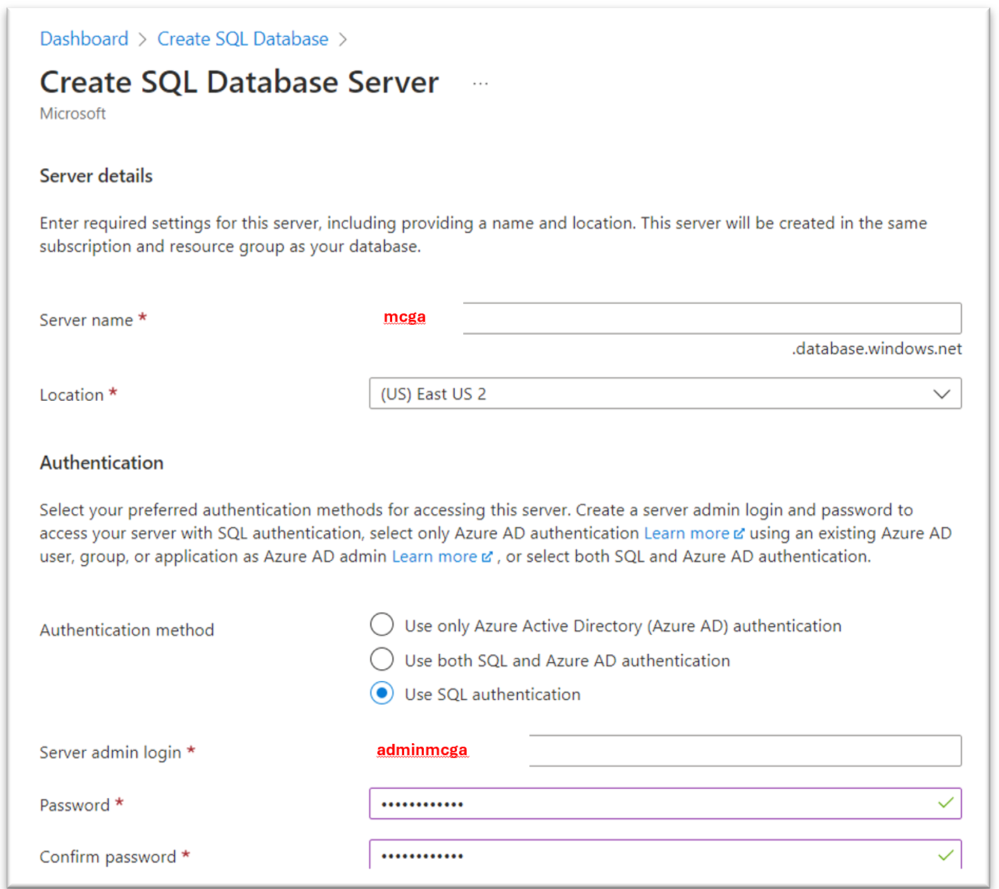 Dashboard > Create SQL Database >
Create SQL Database Server ...
Microsoft
Server details
Enter required settings for this server, including providing a name and location. This server will be created in the same
subscription and resource group as your database.
Server name * mcga
.database.windows.net
Location * (US) East US 2
Authentication
Select your preferred authentication methods for accessing this server. Create a server admin login and password to
access your server with SQL authentication, select only Azure AD authentication Learn more using an existing Azure AD
user, group, or application as Azure AD admin Learn more , or select both SQL and Azure AD authentication.
Authentication method
Use only Azure Active Directory (Azure AD) authentication
Use both SQL and Azure AD authentication
Use SQL authentication
Server admin login * adminmcga
Password * ••••••••••••
Confirm password * ••••••••••••